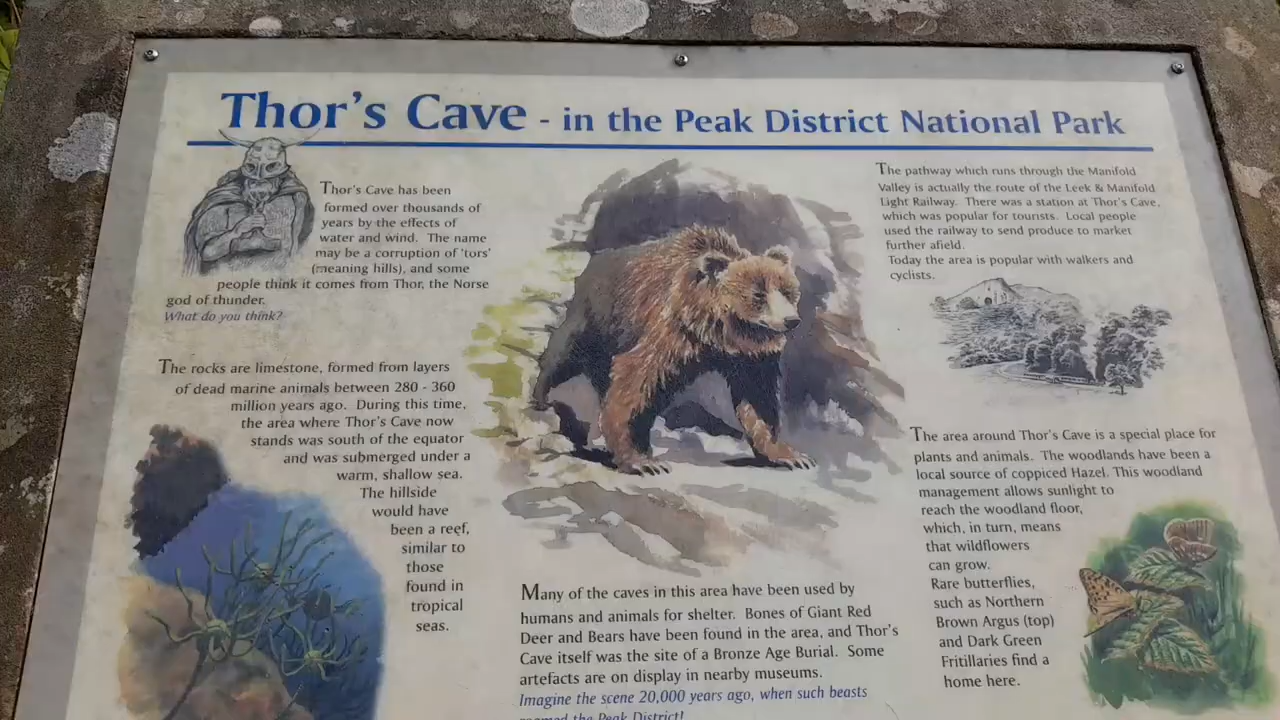 Thor's Cave - in the Peak District National Park
Thor's Cave has been
formed over thousands of
years by the effects of
water and wind. The name
may be a corruption of 'tors'
(meaning hills), and some
people think it comes from Thor, the Norse
god of thunder.
What do you think?
The rocks are limestone, formed from layers
of dead marine animals between 280 - 360
million years ago. During this time,
the area where Thor's Cave now
stands was south of the equator
and was submerged under a
warm, shallow sea.
The hillside
would have
been a reef,
similar to
those
found in
tropical
seas.
Many of the caves in this area have been used by
humans and animals for shelter. Bones of Giant Red
Deer and Bears have been found in the area, and Thor's
Cave itself was the site of a Bronze Age Burial. Some
artefacts are on display in nearby museums.
Imagine the scene 20,000 years ago, when such beasts
roamed the Peak District!
The pathway which runs through the Manifold
Valley is actually the route of the Leek & Manifold
Light Railway. There was a station at Thor's Cave,
which was popular for tourists. Local people
used the railway to send produce to market
further afield.
Today the area is popular with walkers and
cyclists.
The area around Thor's Cave is a special place for
plants and animals. The woodlands have been a
local source of coppiced Hazel. This woodland
management allows sunlight to
reach the woodland floor,
which, in turn, means
that wildflowers
can grow.
Rare butterflies,
such as Northern
Brown Argus (top)
and Dark Green
Fritillaries find a
home here.